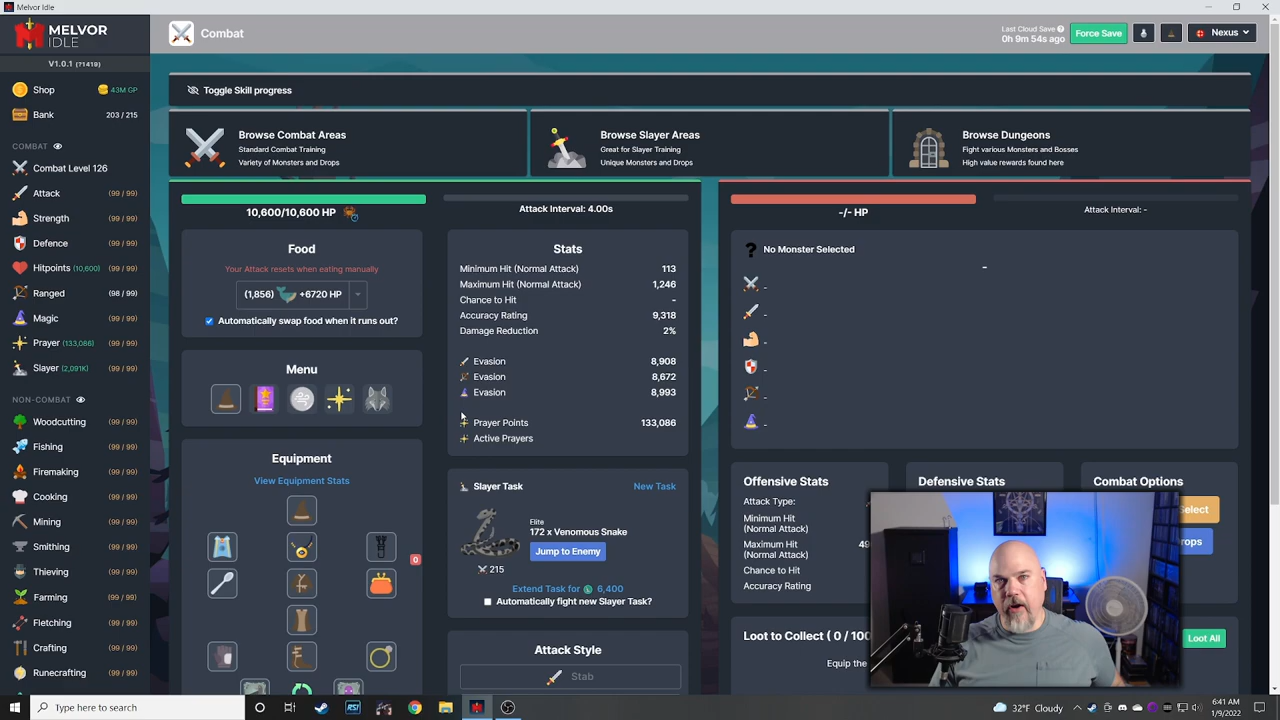 Melvor Idle
MELVOR
IDLE
V1.0.1 (71419)
Shop 43M GP
Bank 203 / 215
COMBAT
Combat Level 126
Attack (99 / 99)
Strength (99 / 99)
Defence (99 / 99)
Hitpoints (10,600) (99 / 99)
Ranged (98 / 99)
Magic (99 / 99)
Prayer (133,086) (99 / 99)
Slayer (2,091K) (99 / 99)
NON-COMBAT
Woodcutting (99 / 99)
Fishing (99 / 99)
Firemaking (99 / 99)
Cooking (99 / 99)
Mining (99 / 99)
Smithing (99 / 99)
Thieving (99 / 99)
Farming (99 / 99)
Fletching (99 / 99)
Crafting (99 / 99)
Runecrafting (99 / 99)
Combat
Last Cloud Save
0h 9m 54s ago
Force Save
Nexus
Toggle Skill progress
Browse Combat Areas
Standard Combat Training
Variety of Monsters and Drops
Browse Slayer Areas
Great for Slayer Training
Unique Monsters and Drops
Browse Dungeons
Fight various Monsters and Bosses
High value rewards found here
10,600/10,600 HP
Food
Your Attack resets when eating manually
(1,856) +6720 HP
Automatically swap food when it runs out?
Menu
Equipment
View Equipment Stats
0
Attack Interval: 4.00s
Stats
Minimum Hit (Normal Attack) 113
Maximum Hit (Normal Attack) 1,246
Chance to Hit -
Accuracy Rating 9,318
Damage Reduction 2%
Evasion 8,908
Evasion 8,672
Evasion 8,993
Prayer Points 133,086
Active Prayers
Slayer Task New Task
Elite
172 x Venomous Snake
Jump to Enemy
215
Extend Task for 6,400
Automatically fight new Slayer Task?
Attack Style
Stab
-/- HP
Attack Interval: -
? No Monster Selected
-
-
-
-
-
-
-
Offensive Stats
Attack Type:
Minimum Hit
(Normal Attack)
Maximum Hit 49
(Normal Attack)
Chance to Hit
Accuracy Rating
Defensive Stats
Combat Options
Select
rops
Loot to Collect ( 0 / 100
Loot All
Equip the
Type here to search
RSI
32°F Cloudy
6:41 AM
1/9/2022